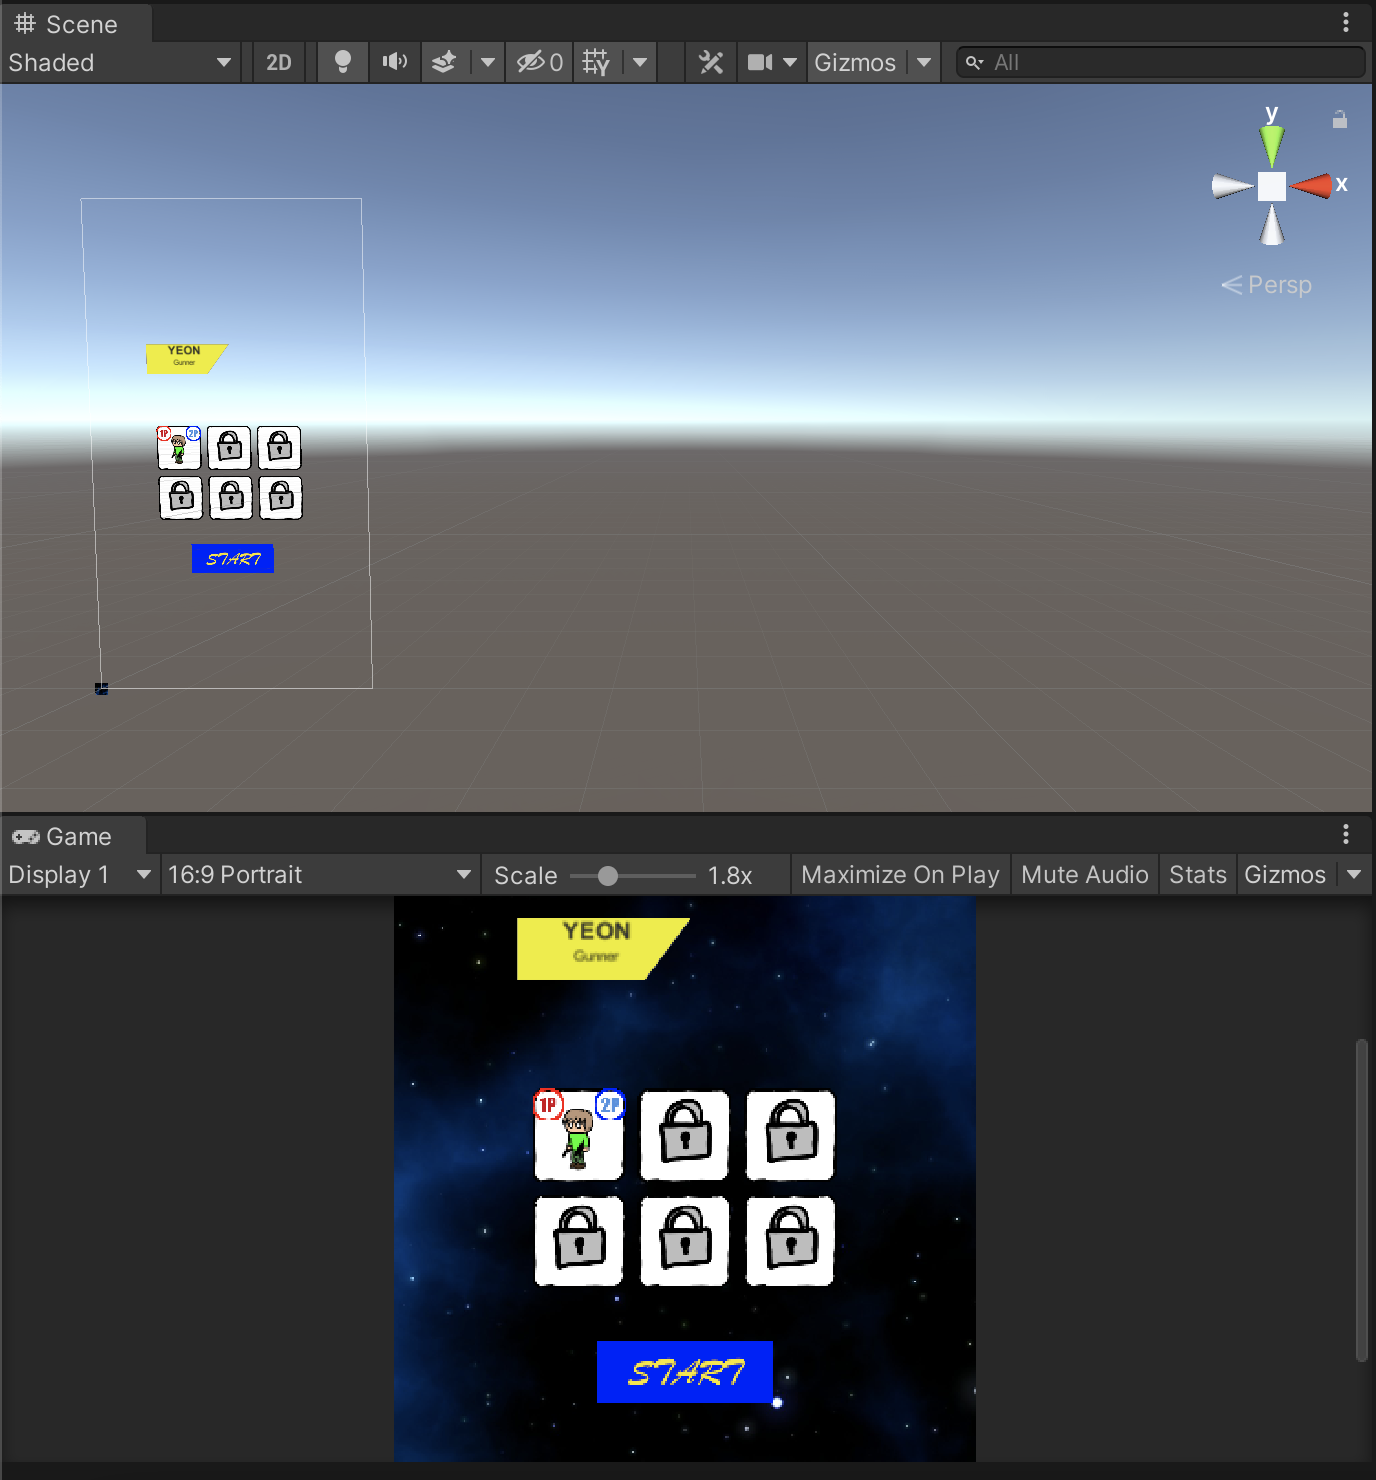 Scene
Shaded 2D 0 Gizmos All
y
x
Persp
YEON
Gunner
1P 2P
START
Game
Display 1 16:9 Portrait Scale 1.8x Maximize On Play Mute Audio Stats Gizmos
YEON
Gunner
1P 2P
START